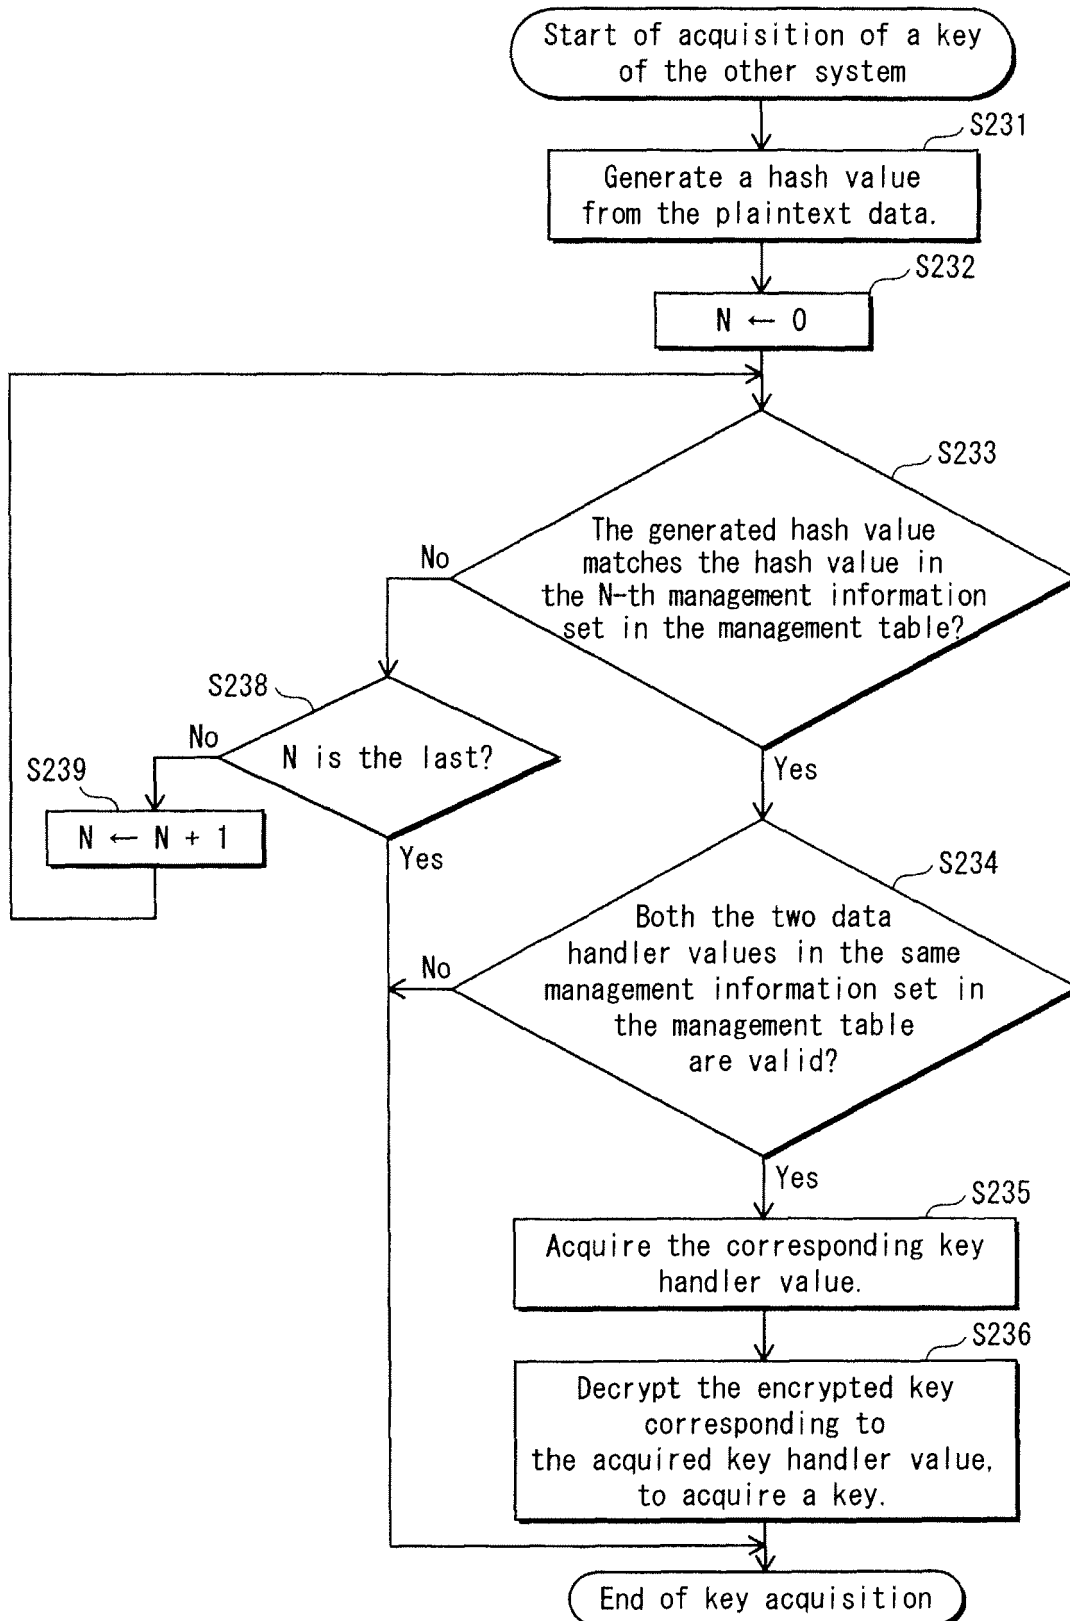 Start of acquisition of a key
of the other system
S231
Generate a hash value
from the plaintext data.
S232
N ← 0
S233
The generated hash value
matches the hash value in
the N-th management information
set in the management table?
No
Yes
S238
N is the last?
No
Yes
S239
N ← N + 1
S234
Both the two data
handler values in the same
management information set in
the management table
are valid?
No
Yes
S235
Acquire the corresponding key
handler value.
S236
Decrypt the encrypted key
corresponding to
the acquired key handler value,
to acquire a key.
End of key acquisition